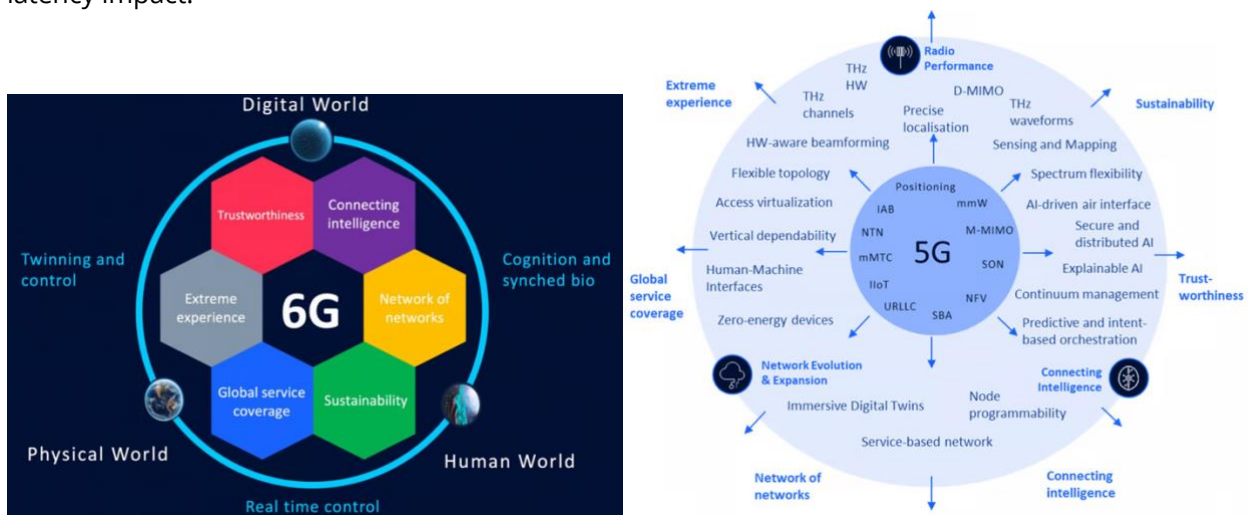 latency impact.
Digital World
Trustworthiness
Connecting
intelligence
Twinning and
control
Cognition and
synched bio
Extreme
experience
6G
Network of
networks
Global service
coverage
Sustainability
Physical World
Human World
Real time control
Radio
Performance
Extreme
experience
Sustainability
THz
HW
THz
channels
D-MIMO
THz
waveforms
Precise
localisation
HW-aware beamforming
Sensing and Mapping
Flexible topology
Spectrum flexibility
Access virtualization
AI-driven air interface
Vertical dependability
Secure and
distributed AI
Human-Machine
Interfaces
Explainable AI
Zero-energy devices
Continuum management
Predictive and intent-
based orchestration
Positioning
IAB
mmW
NTN
M-MIMO
mMTC
5G
SON
IIoT
NFV
URLLC
SBA
Global
service
coverage
Trust-
worthiness
Network Evolution
& Expansion
Connecting
Intelligence
Immersive Digital Twins
Node
programmability
Service-based network
Network of
networks
Connecting
intelligence